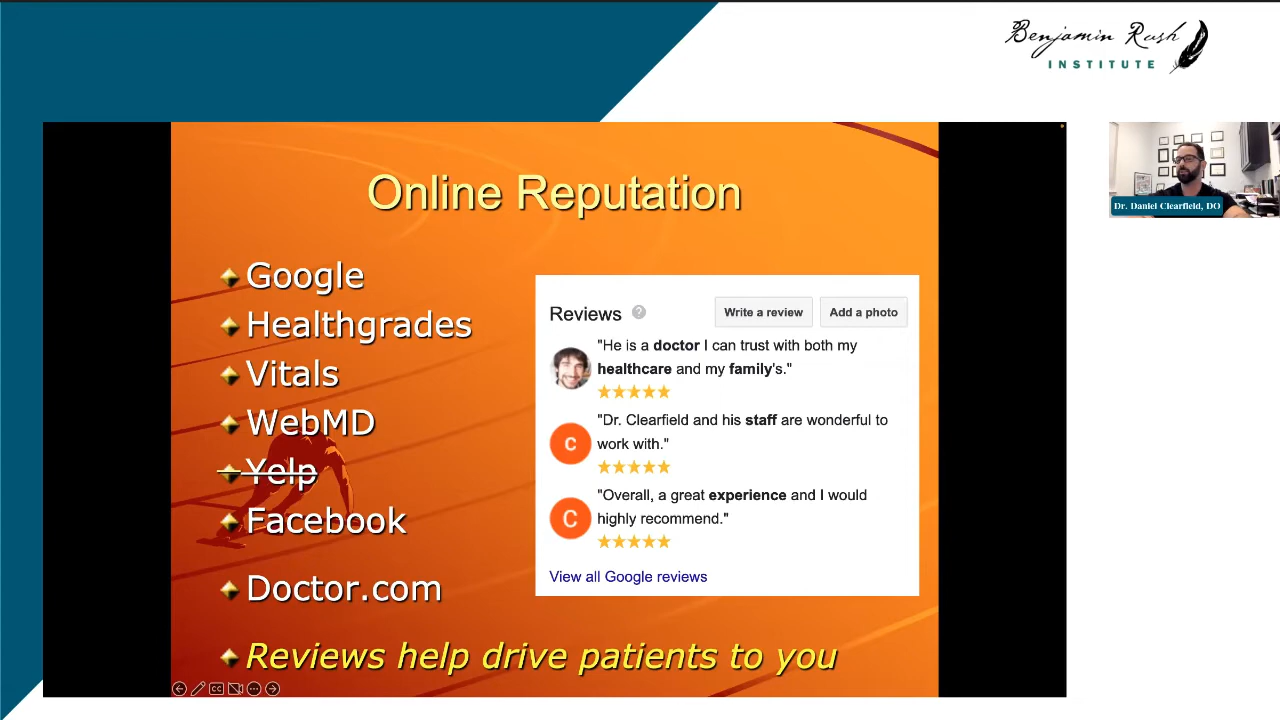 Benjamin Rush
INSTITUTE
Online Reputation
Google
Healthgrades
Vitals
WebMD
Yelp
Facebook
Doctor.com
Reviews help drive patients to you
Reviews ?
Write a review
Add a photo
"He is a doctor I can trust with both my
healthcare and my family's."
C
"Dr. Clearfield and his staff are wonderful to
work with."
C
"Overall, a great experience and I would
highly recommend."
View all Google reviews
CC
Dr. Daniel Clearfield, DO